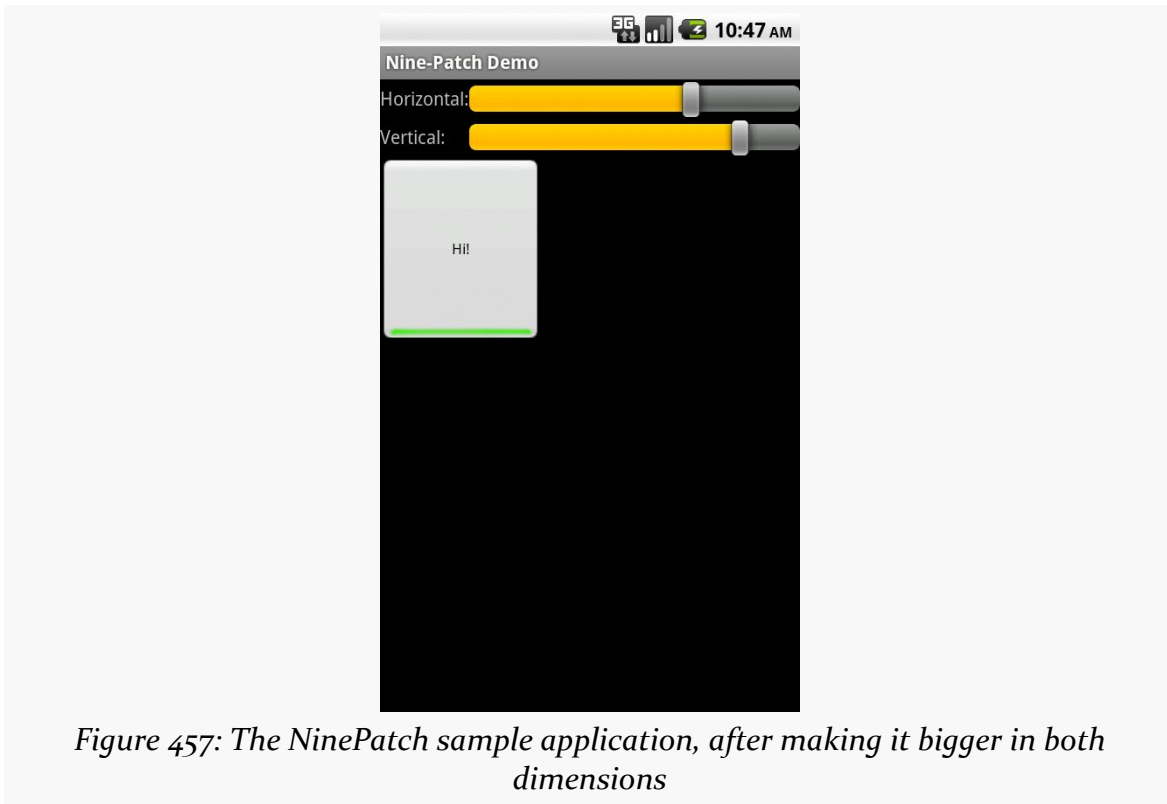 3G 10:47 AM
Nine-Patch Demo
Horizontal:
Vertical:
Hi!
Figure 457: The NinePatch sample application, after making it bigger in both
dimensions